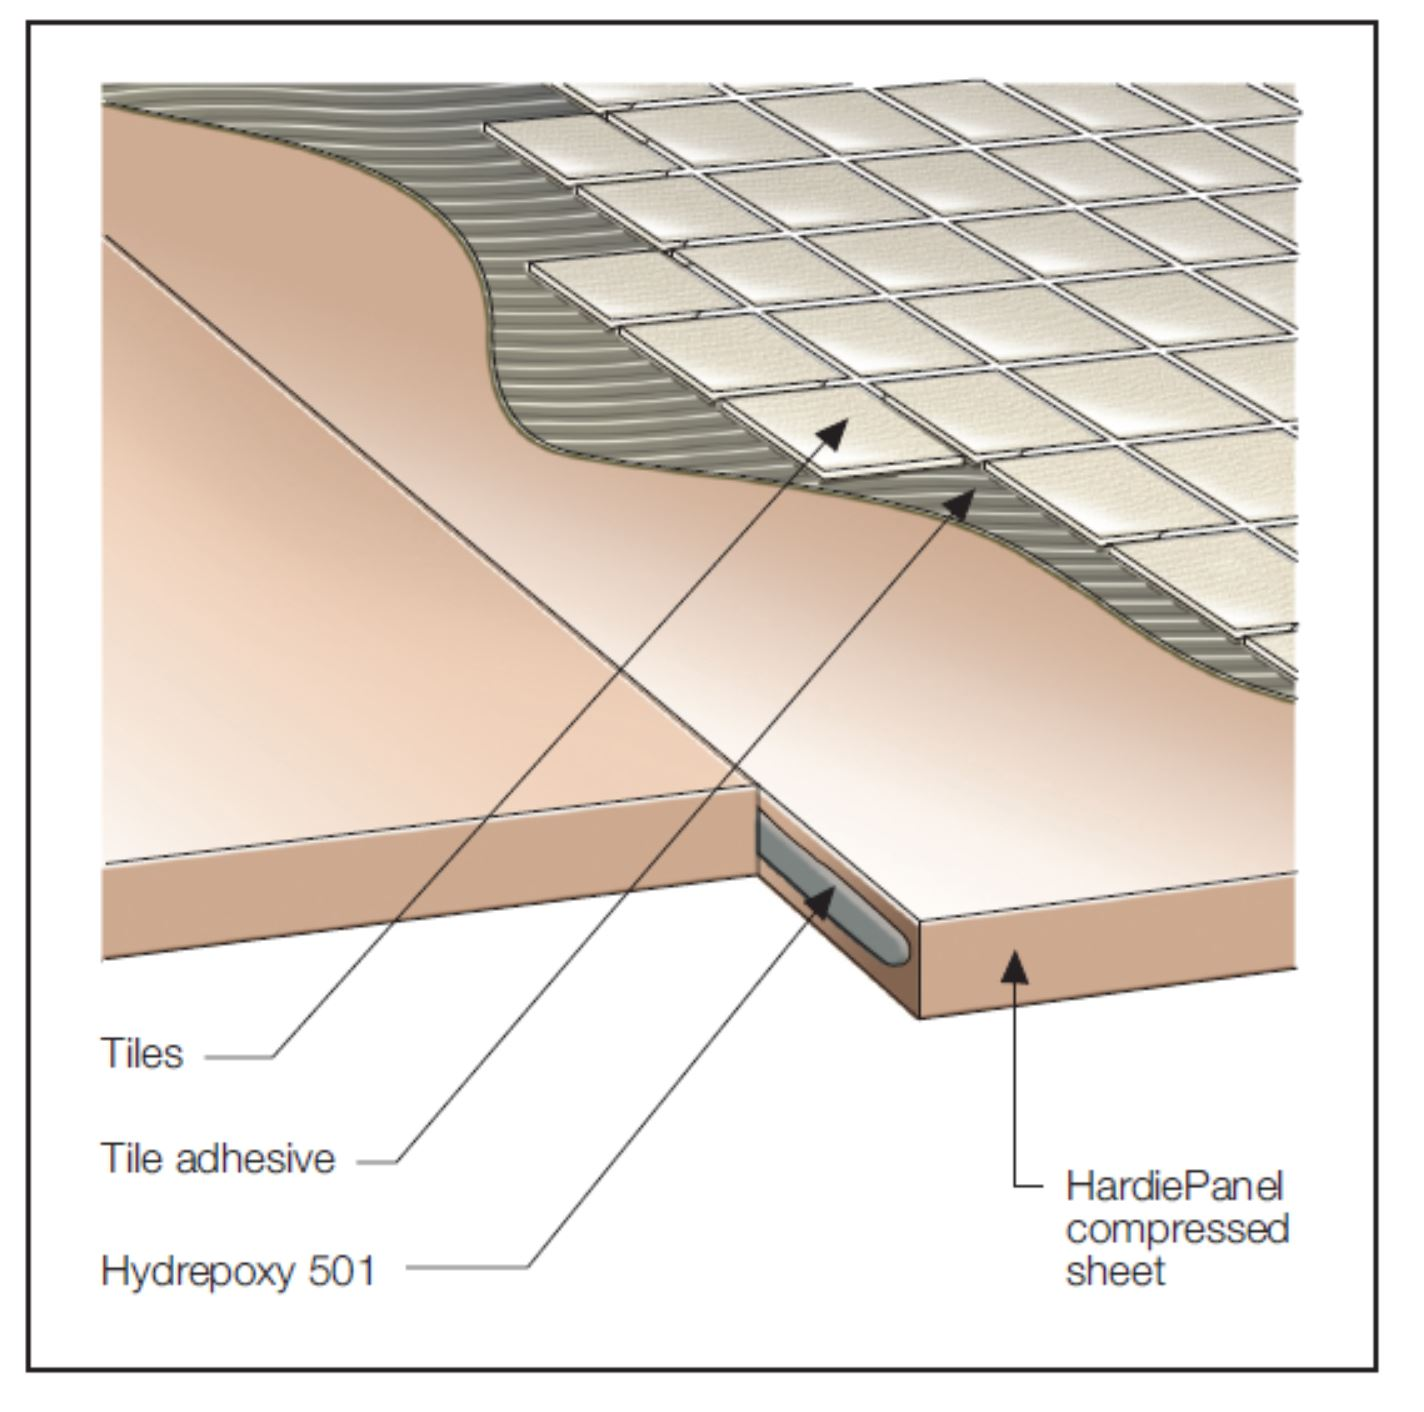 Tiles
Tile adhesive
Hydrepoxy 501
HardiePanel
compressed
sheet